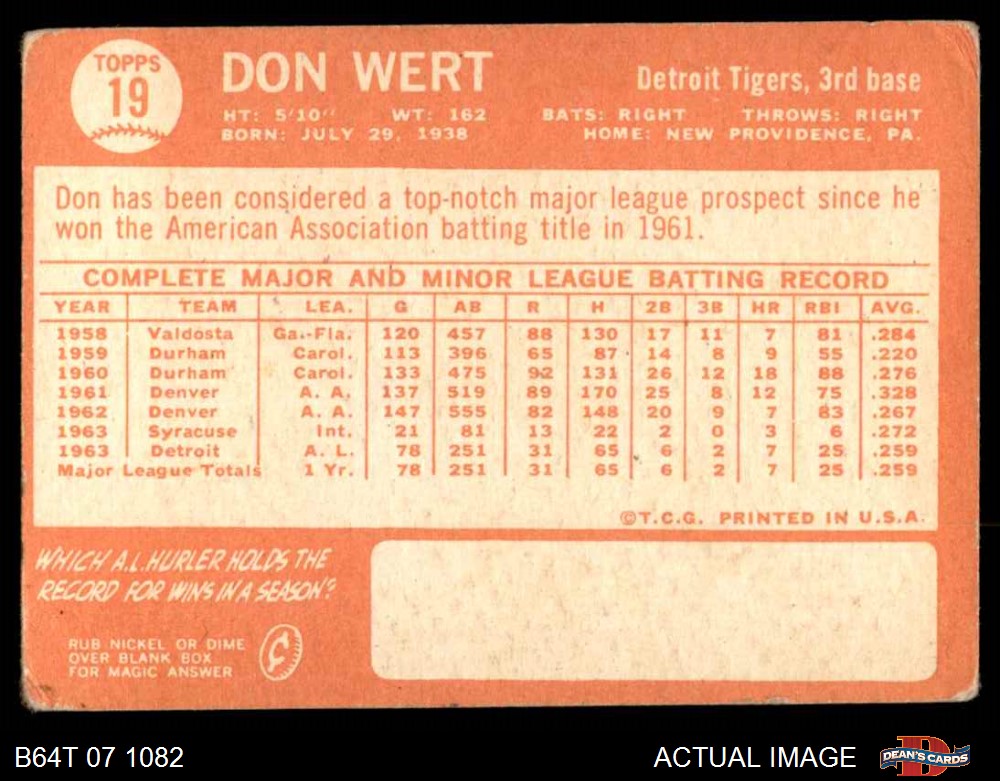 TOPPS
19
DON WERT
Detroit Tigers, 3rd base
HT: 5'10" WT: 162 BATS: RIGHT THROWS: RIGHT
BORN: JULY 29, 1938 HOME: NEW PROVIDENCE, PA.
Don has been considered a top-notch major league prospect since he
won the American Association batting title in 1961.
COMPLETE MAJOR AND MINOR LEAGUE BATTING RECORD
YEAR TEAM LEA. G AB R H 2B 3B HR RBI AVG.
1958 Valdosta Ga.-Fla. 120 457 88 130 17 11 7 81 .284
1959 Durham Carol. 113 396 65 87 14 8 9 55 .220
1960 Durham Carol. 133 475 92 131 26 12 18 88 .276
1961 Denver A. A. 137 519 89 170 25 8 12 75 .328
1962 Denver A. A. 147 555 82 148 20 9 7 83 .267
1963 Syracuse Int. 21 81 13 22 2 0 3 6 .272
1963 Detroit A. L. 78 251 31 65 6 2 7 25 .259
Major League Totals 1 Yr. 78 251 31 65 6 2 7 25 .259
©T.C.G. PRINTED IN U.S.A.
WHICH A.L. HURLER HOLDS THE
RECORD FOR WINS IN A SEASON?
RUB NICKEL OR DIME
OVER BLANK BOX
FOR MAGIC ANSWER
B64T 07 1082
ACTUAL IMAGE
DEAN'S CARDS